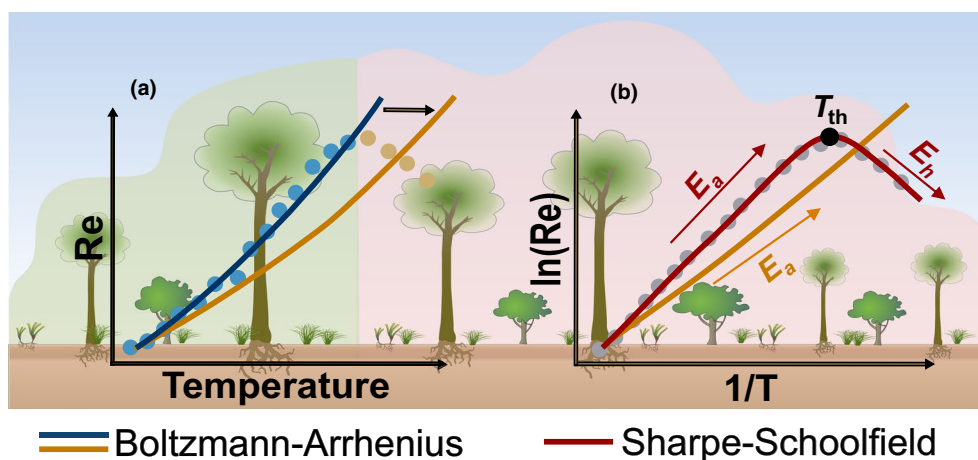 (a)
Re
Temperature
(b)
T_th
E_a
E_h
E_a
ln(Re)
1/T
Boltzmann-Arrhenius
Sharpe-Schoolfield